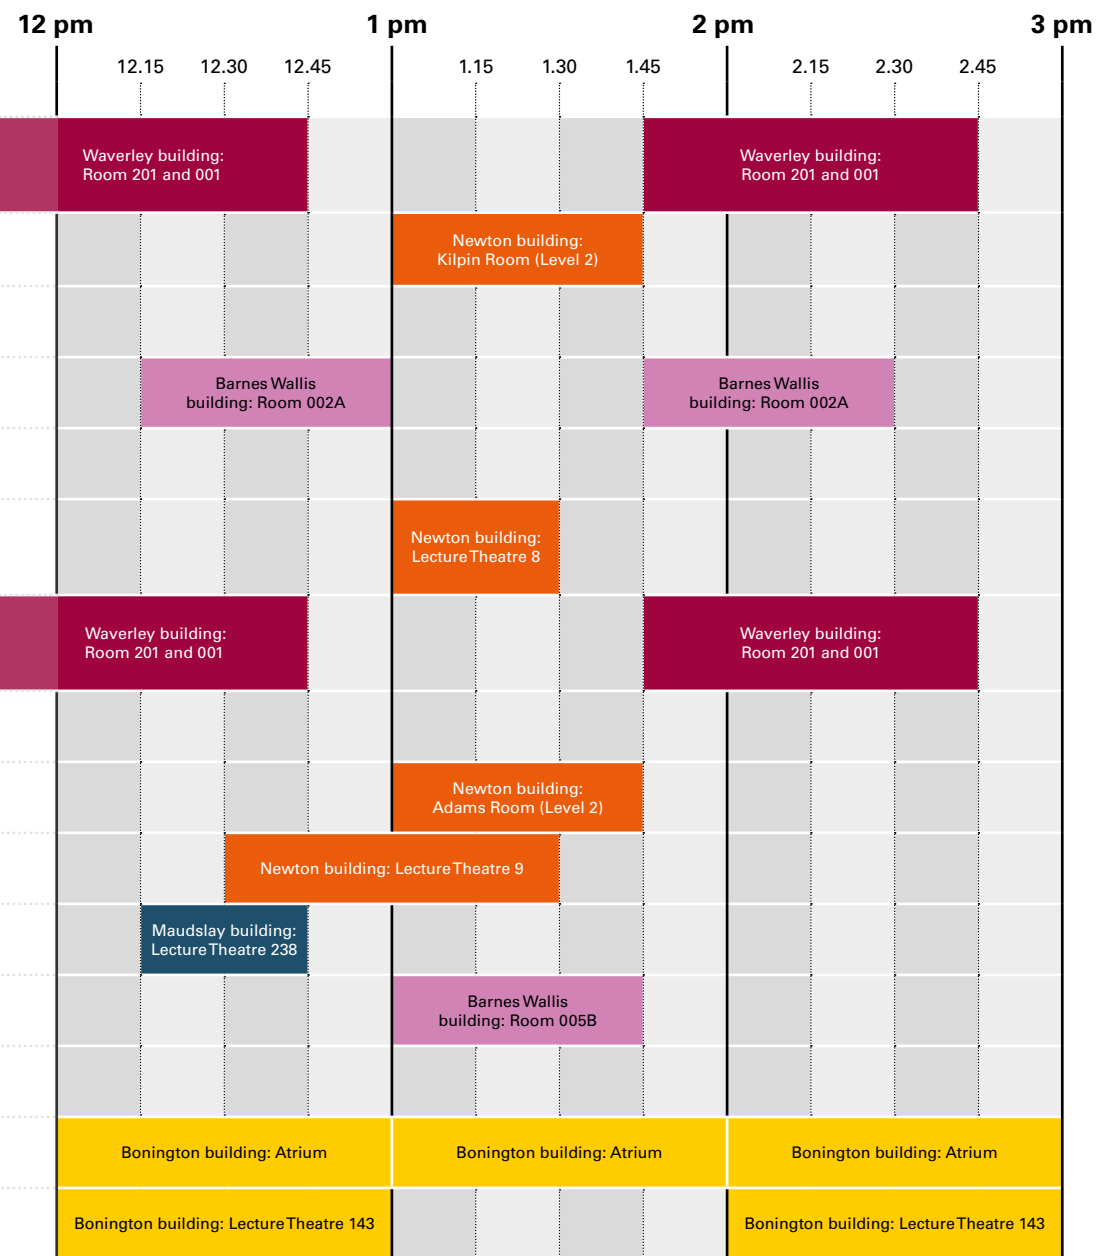 12 pm 1 pm 2 pm 3 pm
12.15 12.30 12.45 1.15 1.30 1.45 2.15 2.30 2.45
Waverley building:
Room 201 and 001
Waverley building:
Room 201 and 001
Newton building:
Kilpin Room (Level 2)
Barnes Wallis
building: Room 002A
Barnes Wallis
building: Room 002A
Newton building:
Lecture Theatre 8
Waverley building:
Room 201 and 001
Waverley building:
Room 201 and 001
Newton building:
Adams Room (Level 2)
Newton building: Lecture Theatre 9
Maudslay building:
Lecture Theatre 238
Barnes Wallis
building: Room 005B
Bonington building: Atrium
Bonington building: Atrium
Bonington building: Atrium
Bonington building: Lecture Theatre 143
Bonington building: Lecture Theatre 143